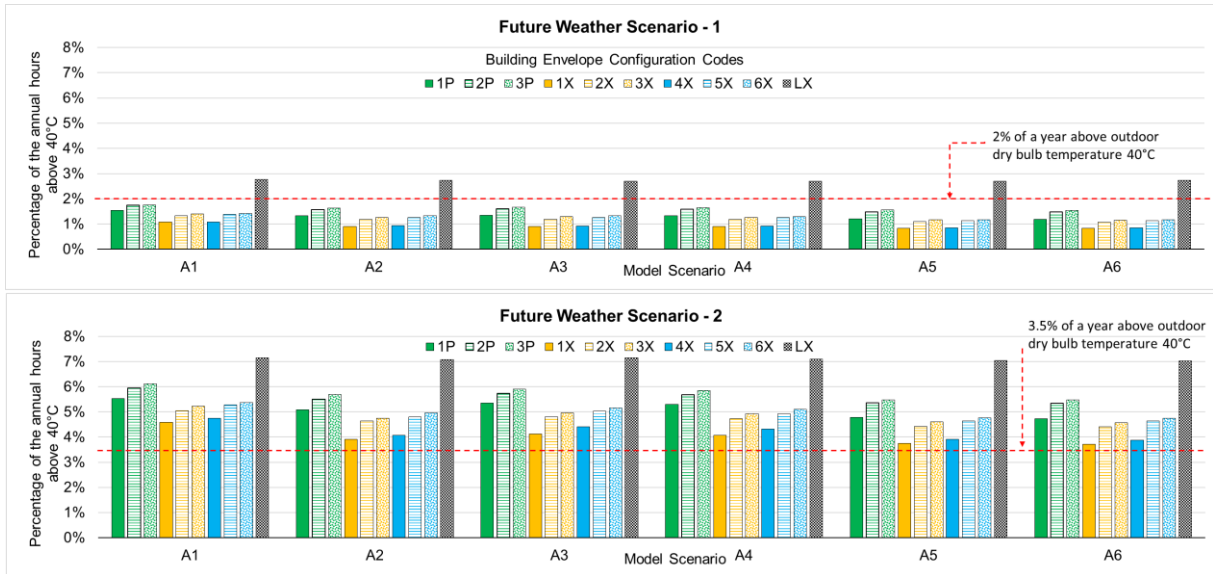 Future Weather Scenario - 1
Building Envelope Configuration Codes
1P 2P 3P 1X 2X 3X 4X 5X 6X LX
Percentage of the annual hours
above 40°C
8%
7%
6%
5%
4%
3%
2%
1%
0%
2% of a year above outdoor
dry bulb temperature 40°C
A1 A2 A3 A4 A5 A6
Model Scenario
Future Weather Scenario - 2
1P 2P 3P 1X 2X 3X 4X 5X 6X LX
Percentage of the annual hours
above 40°C
8%
7%
6%
5%
4%
3%
2%
1%
0%
3.5% of a year above outdoor
dry bulb temperature 40°C
A1 A2 A3 A4 A5 A6
Model Scenario